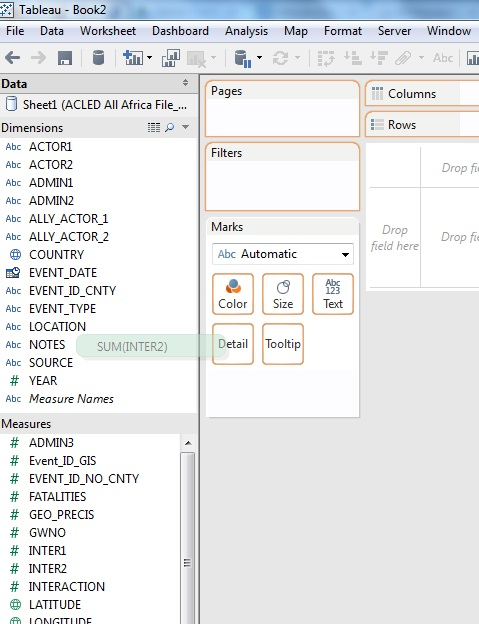 Tableau - Book2
File Data Worksheet Dashboard Analysis Map Format Server Window
Abc
Data
Sheet1 (ACLED All Africa File_...
Dimensions
Abc ACTOR1
Abc ACTOR2
Abc ADMIN1
Abc ADMIN2
Abc ALLY_ACTOR_1
Abc ALLY_ACTOR_2
COUNTRY
EVENT_DATE
Abc EVENT_ID_CNTY
Abc EVENT_TYPE
Abc LOCATION
Abc NOTES
SUM(INTER2)
Abc SOURCE
# YEAR
Abc Measure Names
Measures
# ADMIN3
# Event_ID_GIS
# EVENT_ID_NO_CNTY
# FATALITIES
# GEO_PRECIS
# GWNO
# INTER1
# INTER2
# INTERACTION
LATITUDE
LONGITUDE
Pages
Filters
Marks
Abc Automatic
Color
Size
Abc
123
Text
Detail
Tooltip
Columns
Rows
Drop
Drop
field here
Drop